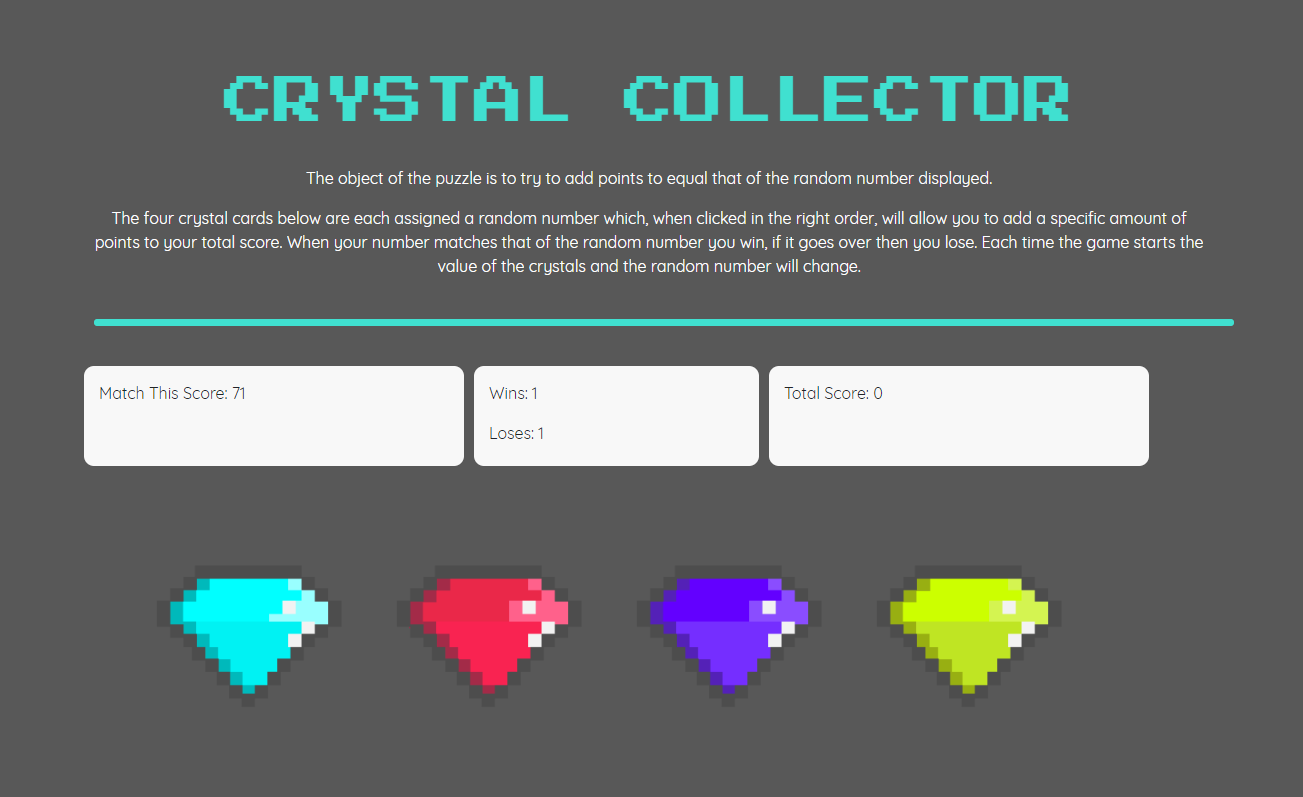 CRYSTAL COLLECTOR
The object of the puzzle is to try to add points to equal that of the random number displayed.
The four crystal cards below are each assigned a random number which, when clicked in the right order, will allow you to add a specific amount of
points to your total score. When your number matches that of the random number you win, if it goes over then you lose. Each time the game starts the
value of the crystals and the random number will change.
Match This Score: 71
Wins: 1
Loses: 1
Total Score: 0